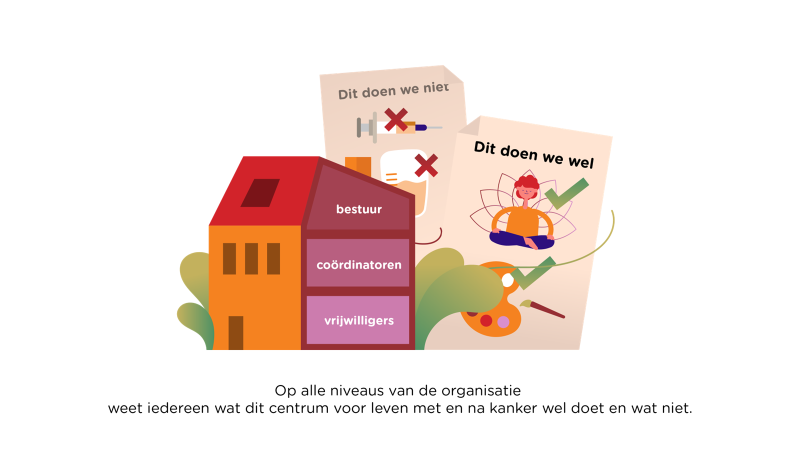 Dit doen we niet
Dit doen we wel
bestuur
coördinatoren
vrijwilligers
Op alle niveaus van de organisatie
weet iedereen wat dit centrum voor leven met en na kanker wel doet en wat niet.